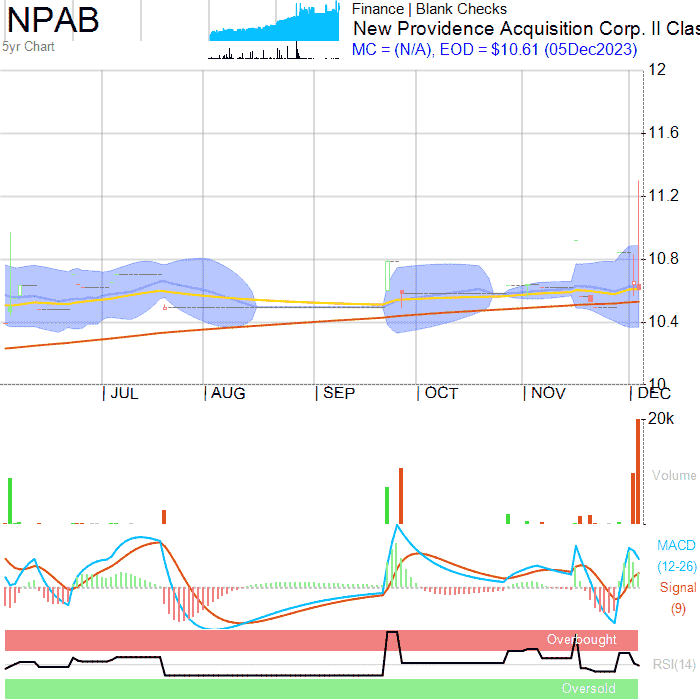 NPAB
5yr Chart
Finance | Blank Checks
New Providence Acquisition Corp. II Clas
MC = (N/A), EOD = $10.61 (05Dec2023)
12
11.6
11.2
10.8
10.4
10
JUL AUG SEP OCT NOV DEC
20k
Volume
MACD
(12-26)
Signal
(9)
Overbought
RSI(14)
Oversold